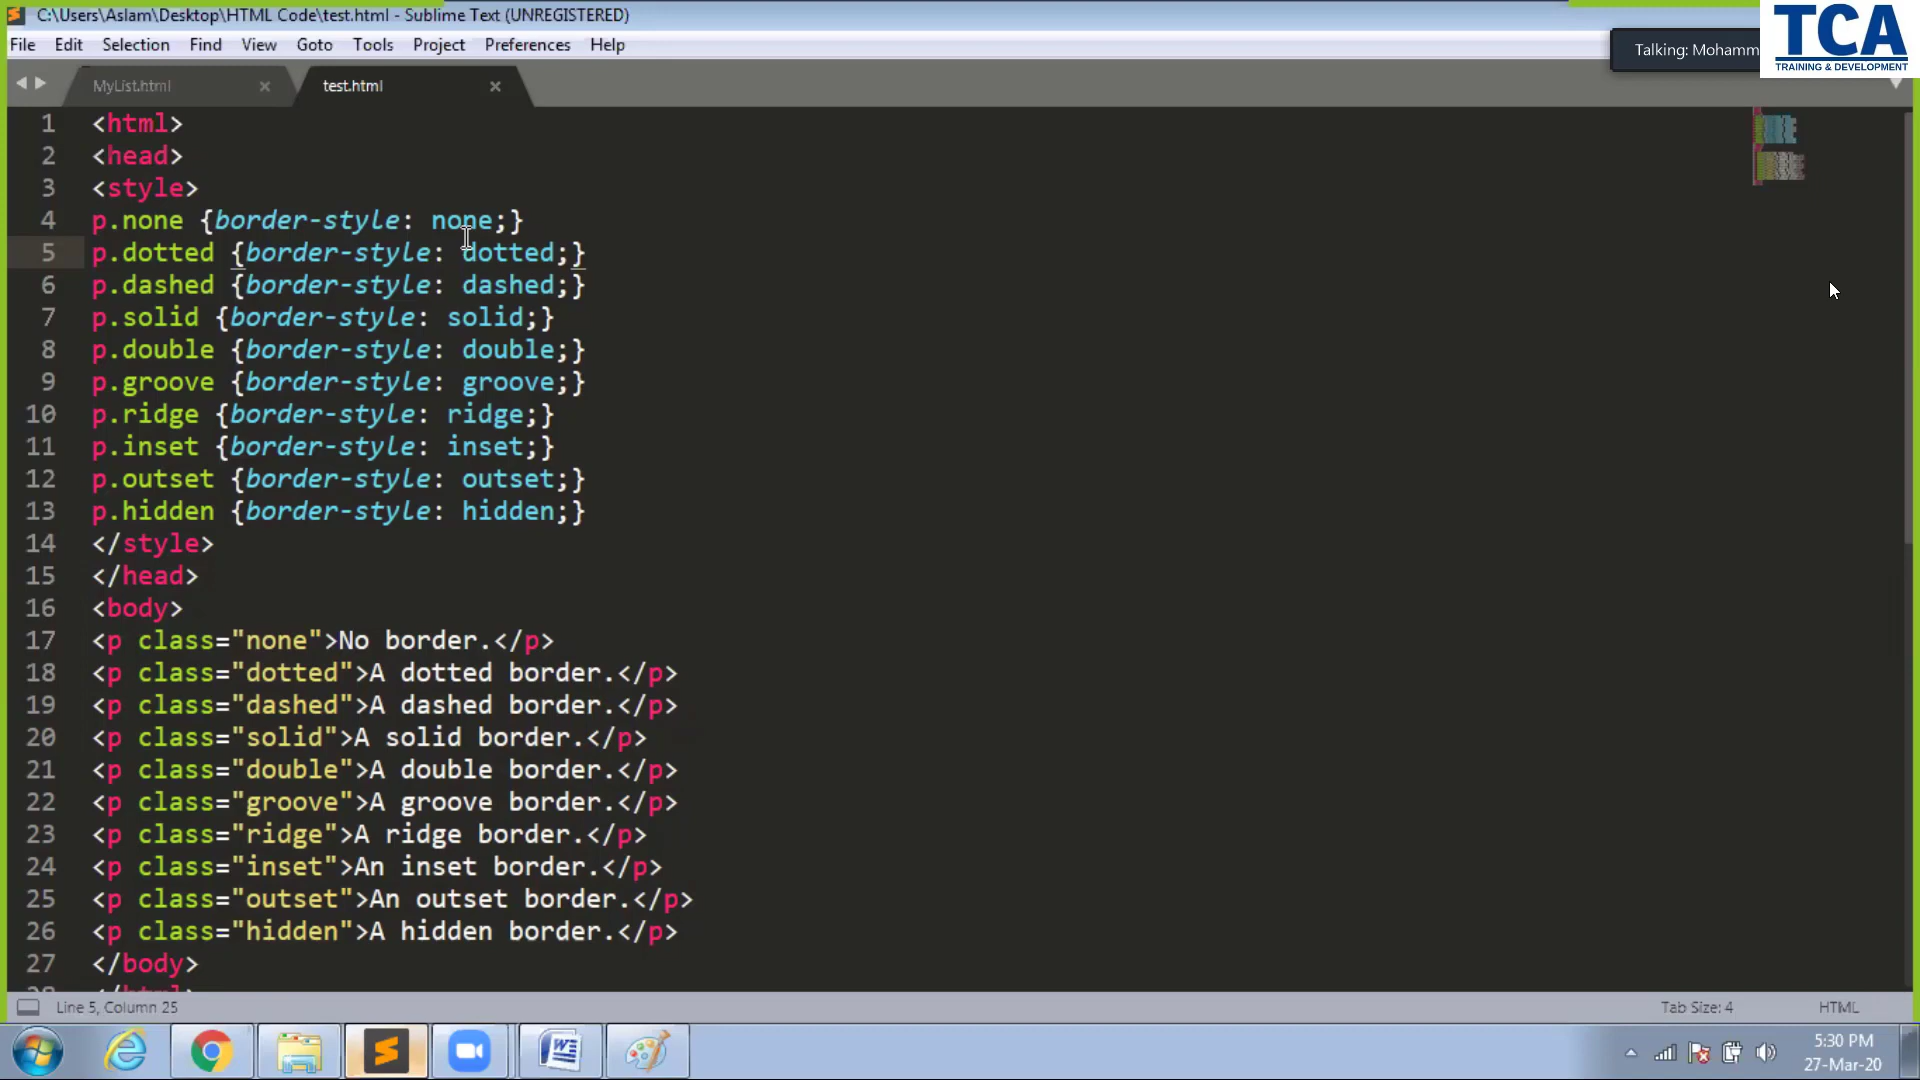 C:\Users\Aslam\Desktop\HTML Code\test.html - Sublime Text (UNREGISTERED)
File Edit Selection Find View Goto Tools Project Preferences Help
Talking: Mohamm
TCA
TRAINING & DEVELOPMENT
MyList.html
test.html
1 <html>
2 <head>
3 <style>
4 p.none {border-style: none;}
5 p.dotted {border-style: dotted;}
6 p.dashed {border-style: dashed;}
7 p.solid {border-style: solid;}
8 p.double {border-style: double;}
9 p.groove {border-style: groove;}
10 p.ridge {border-style: ridge;}
11 p.inset {border-style: inset;}
12 p.outset {border-style: outset;}
13 p.hidden {border-style: hidden;}
14 </style>
15 </head>
16 <body>
17 <p class="none">No border.</p>
18 <p class="dotted">A dotted border.</p>
19 <p class="dashed">A dashed border.</p>
20 <p class="solid">A solid border.</p>
21 <p class="double">A double border.</p>
22 <p class="groove">A groove border.</p>
23 <p class="ridge">A ridge border.</p>
24 <p class="inset">An inset border.</p>
25 <p class="outset">An outset border.</p>
26 <p class="hidden">A hidden border.</p>
27 </body>
Line 5, Column 25
Tab Size: 4
HTML
5:30 PM
27-Mar-20